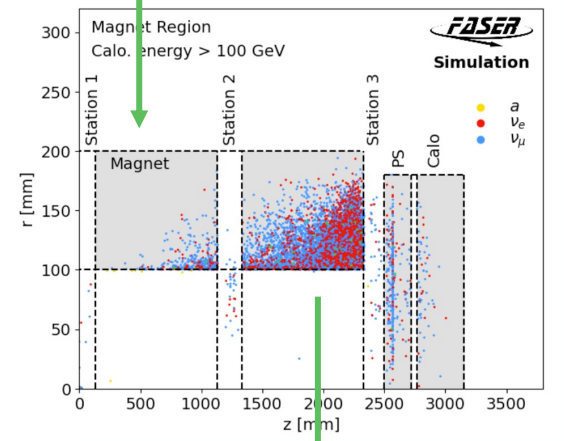 Magnet Region
Calo. energy > 100 GeV
FASER
Simulation
a
νe
νμ
Station 1
Station 2
Station 3
PS
Calo
Magnet
300
250
200
150
100
50
0
r [mm]
0 500 1000 1500 2000 2500 3000 3500
z [mm]